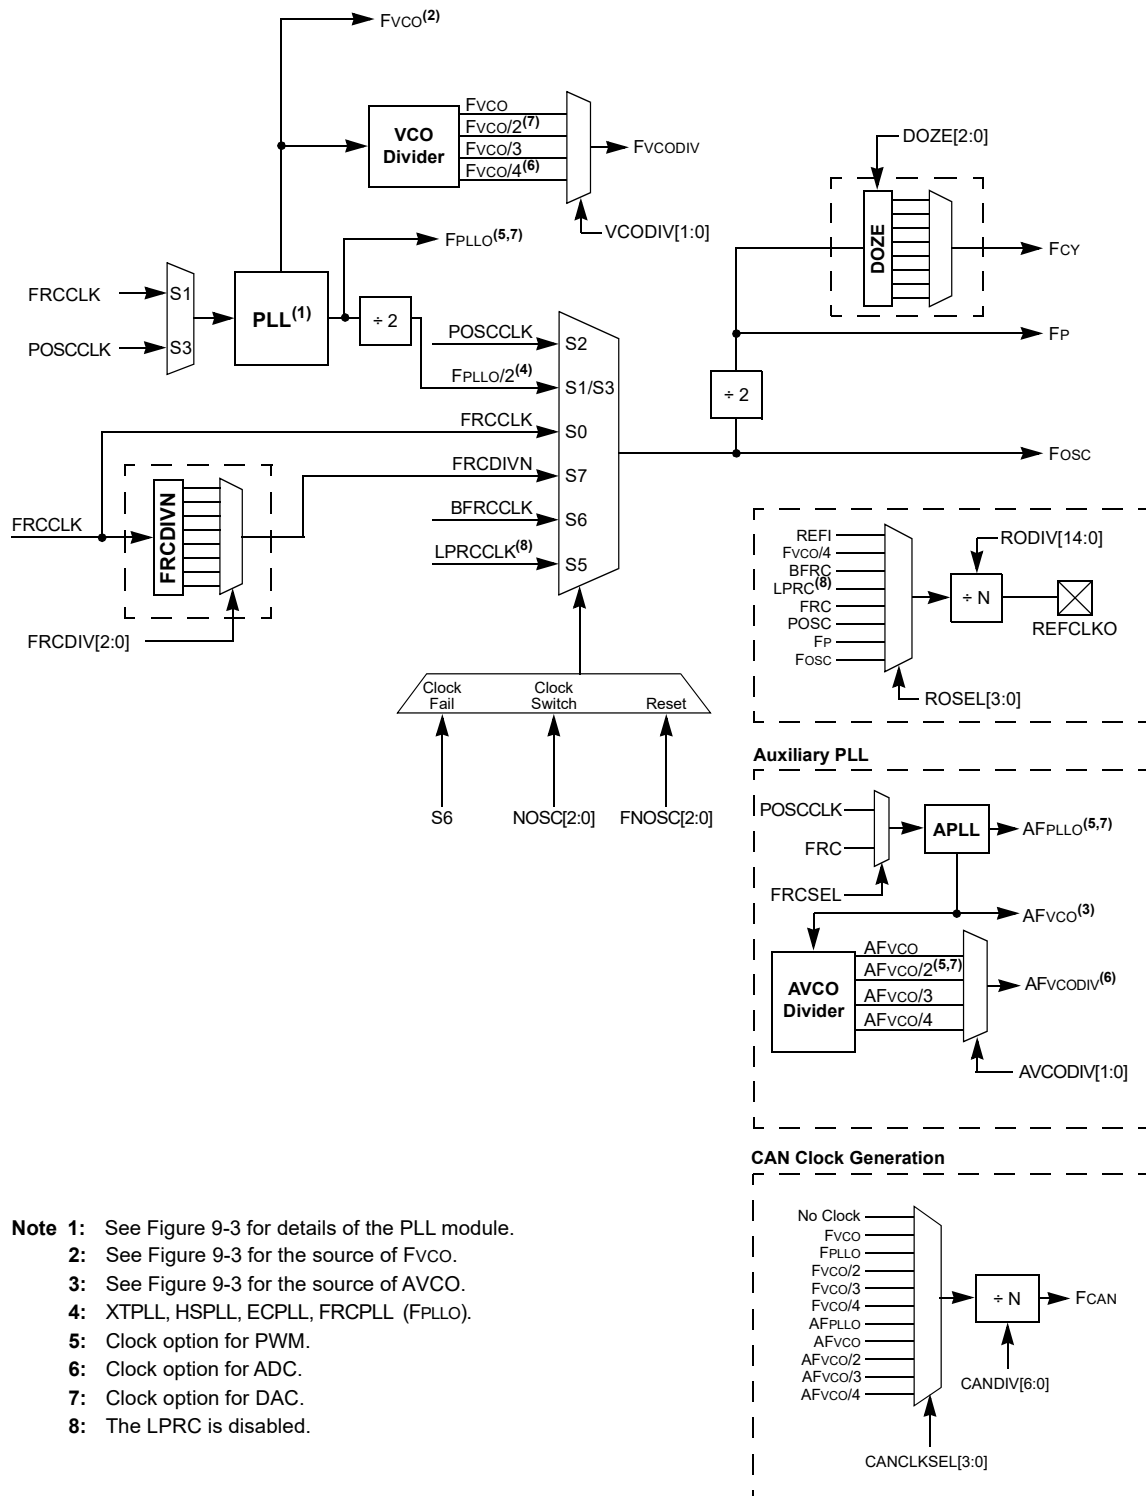 FVCO(2)
VCO
Divider
FVCO
FVCO/2(7)
FVCO/3
FVCO/4(6)
FVCODIV
VCODIV[1:0]
FPLLO(5,7)
FRCCLK
POSCCLK
S1
S3
PLL(1)
÷ 2
DOZE[2:0]
DOZE
FCY
FP
÷ 2
FOSC
POSCCLK
S2
FPLLO/2(4)
S1/S3
FRCCLK
S0
FRCDIVN
S7
BFRCCLK
S6
LPRCCLK(8)
S5
FRCCLK
FRCDIVN
FRCDIV[2:0]
Clock
Fail
Clock
Switch
Reset
S6
NOSC[2:0]
FNOSC[2:0]
REFI
FVCO/4
BFRC
LPRC(8)
FRC
POSC
FP
FOSC
RODIV[14:0]
÷ N
REFCLKO
ROSEL[3:0]
Auxiliary PLL
POSCCLK
FRC
FRCSEL
APLL
AFPLLO(5,7)
AFVCO(3)
AVCO
Divider
AFVCO
AFVCO/2(5,7)
AFVCO/3
AFVCO/4
AFVCODIV(6)
AVCODIV[1:0]
CAN Clock Generation
No Clock
FVCO
FPLLO
FVCO/2
FVCO/3
FVCO/4
AFPLLO
AFVCO
AFVCO/2
AFVCO/3
AFVCO/4
÷ N
FCAN
CANDIV[6:0]
CANCLKSEL[3:0]
Note 1: See Figure 9-3 for details of the PLL module.
2: See Figure 9-3 for the source of FVCO.
3: See Figure 9-3 for the source of AVCO.
4: XTPLL, HSPLL, ECPLL, FRCPLL (FPLLO).
5: Clock option for PWM.
6: Clock option for ADC.
7: Clock option for DAC.
8: The LPRC is disabled.